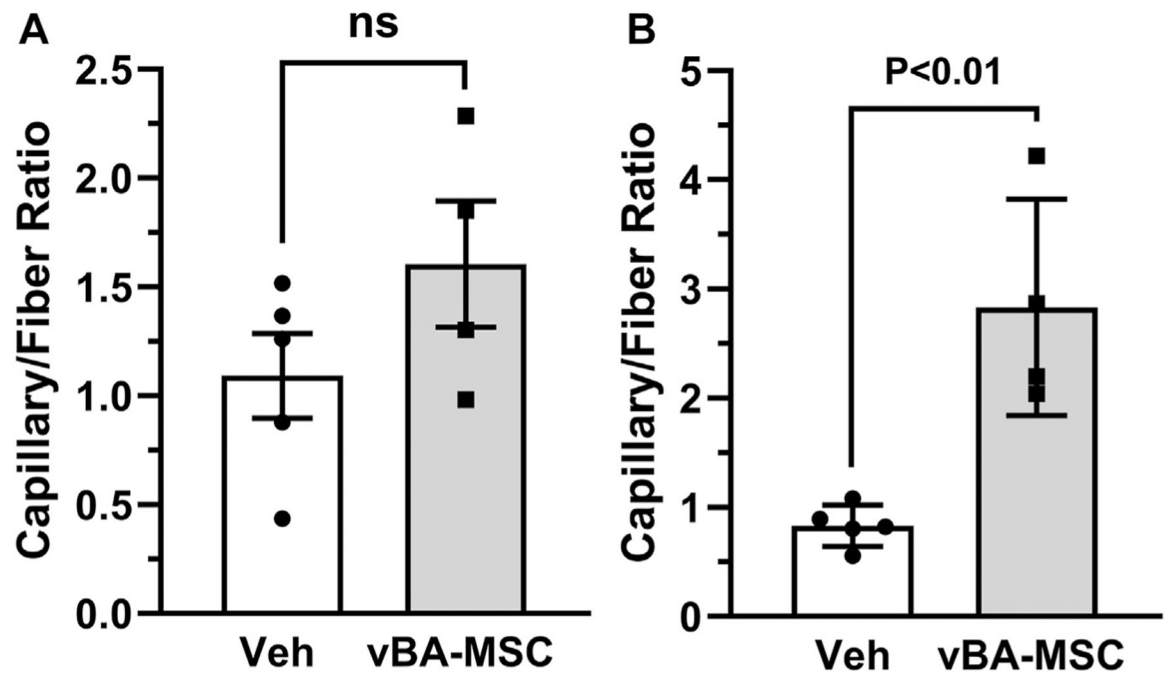 A
ns
Capillary/Fiber Ratio
2.5
2.0
1.5
1.0
0.5
0.0
Veh vBA-MSC
B
P<0.01
Capillary/Fiber Ratio
5
4
3
2
1
0
Veh vBA-MSC